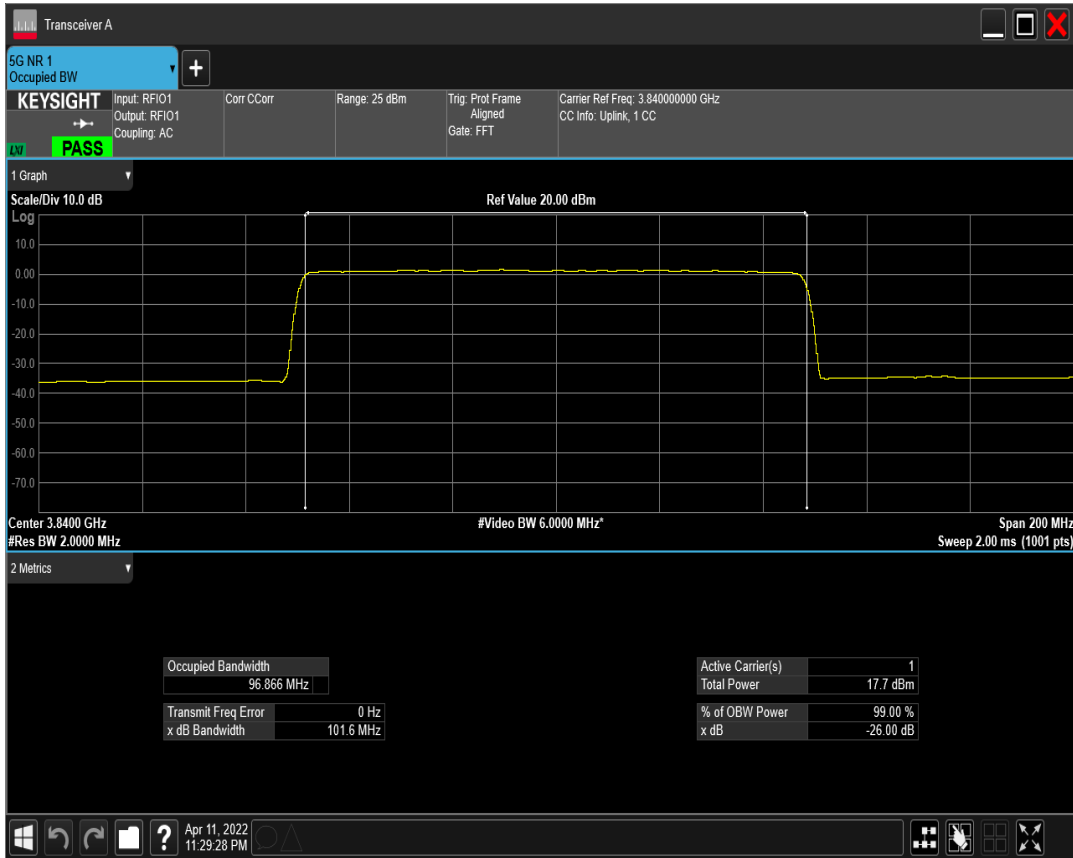 Transceiver A
5G NR 1
Occupied BW
+
KEYSIGHT
LXI
PASS
Input: RFIO1
Output: RFIO1
Coupling: AC
Corr CCorr
Range: 25 dBm
Trig: Prot Frame
Aligned
Gate: FFT
Carrier Ref Freq: 3.840000000 GHz
CC Info: Uplink, 1 CC
1 Graph
Scale/Div 10.0 dB
Ref Value 20.00 dBm
Log
10.0
0.00
-10.0
-20.0
-30.0
-40.0
-50.0
-60.0
-70.0
Center 3.8400 GHz
#Video BW 6.0000 MHz*
Span 200 MHz
#Res BW 2.0000 MHz
Sweep 2.00 ms (1001 pts)
2 Metrics
Occupied Bandwidth
96.866 MHz
Transmit Freq Error 0 Hz
x dB Bandwidth 101.6 MHz
Active Carrier(s) 1
Total Power 17.7 dBm
% of OBW Power 99.00 %
x dB -26.00 dB
?
Apr 11, 2022
11:29:28 PM